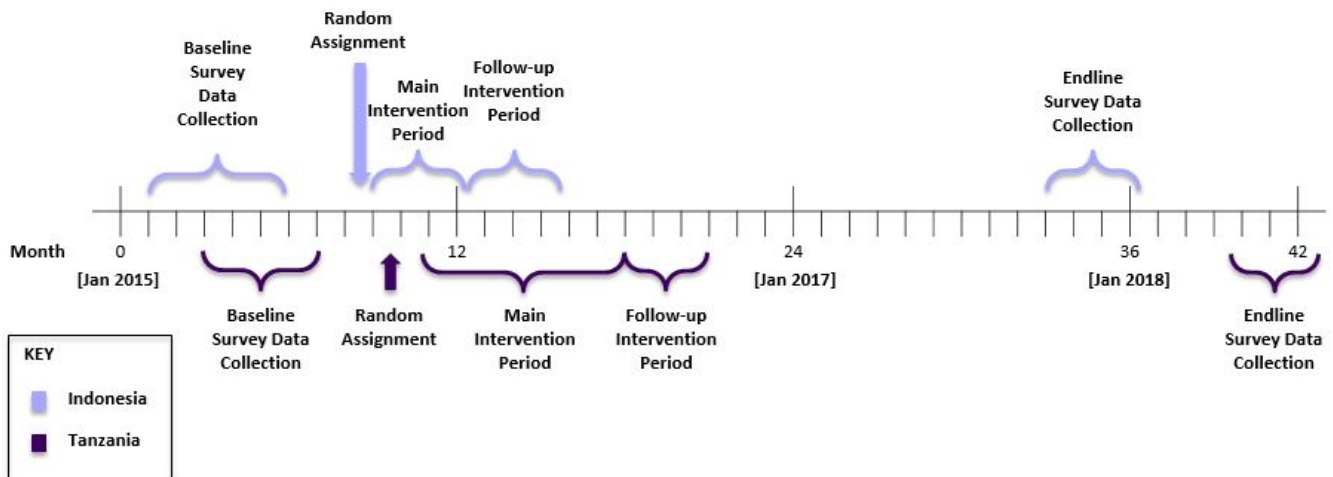 Random
Assignment
Baseline
Survey
Data
Collection
Main
Intervention
Period
Follow-up
Intervention
Period
Endline
Survey Data
Collection
Month
0
12
24
36
42
[Jan 2015]
[Jan 2017]
[Jan 2018]
Baseline
Survey Data
Collection
Random
Assignment
Main
Intervention
Period
Follow-up
Intervention
Period
Endline
Survey Data
Collection
KEY
Indonesia
Tanzania